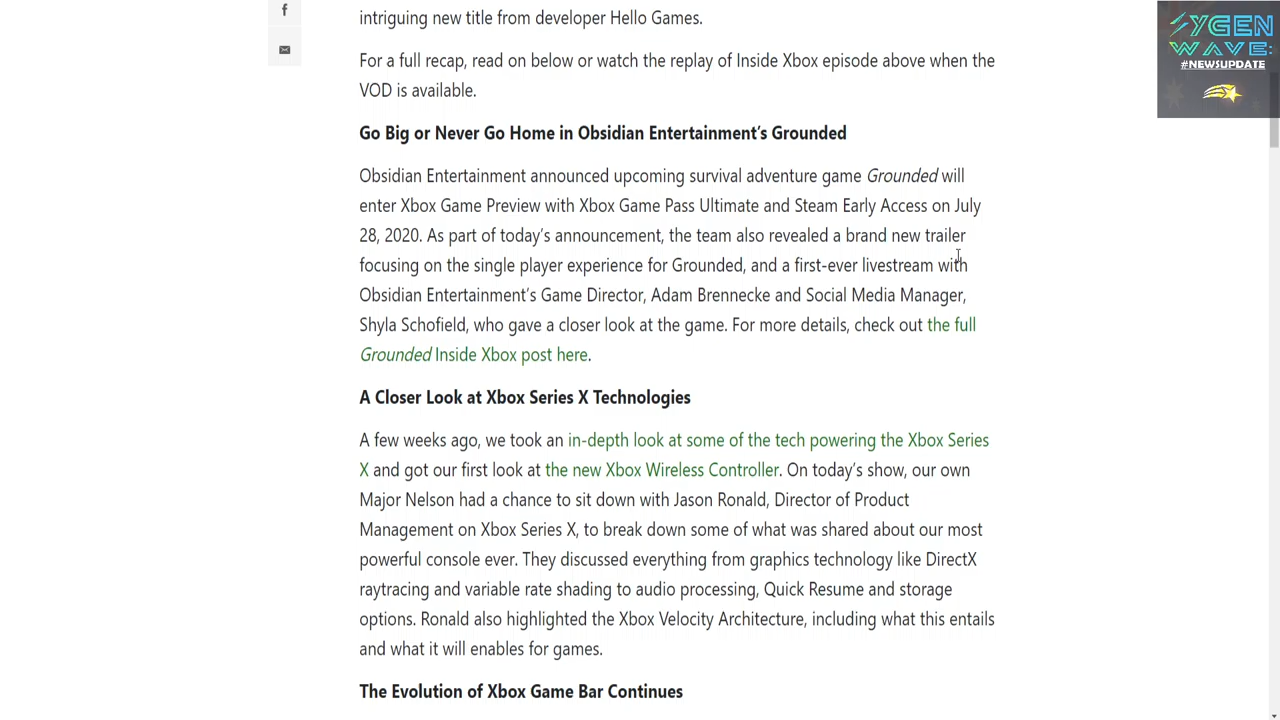 intriguing new title from developer Hello Games.
For a full recap, read on below or watch the replay of Inside Xbox episode above when the
VOD is available.
Go Big or Never Go Home in Obsidian Entertainment’s Grounded
Obsidian Entertainment announced upcoming survival adventure game Grounded will
enter Xbox Game Preview with Xbox Game Pass Ultimate and Steam Early Access on July
28, 2020. As part of today’s announcement, the team also revealed a brand new trailer
focusing on the single player experience for Grounded, and a first-ever livestream with
Obsidian Entertainment’s Game Director, Adam Brennecke and Social Media Manager,
Shyla Schofield, who gave a closer look at the game. For more details, check out the full
Grounded Inside Xbox post here.
A Closer Look at Xbox Series X Technologies
A few weeks ago, we took an in-depth look at some of the tech powering the Xbox Series
X and got our first look at the new Xbox Wireless Controller. On today’s show, our own
Major Nelson had a chance to sit down with Jason Ronald, Director of Product
Management on Xbox Series X, to break down some of what was shared about our most
powerful console ever. They discussed everything from graphics technology like DirectX
raytracing and variable rate shading to audio processing, Quick Resume and storage
options. Ronald also highlighted the Xbox Velocity Architecture, including what this entails
and what it will enables for games.
The Evolution of Xbox Game Bar Continues
SYGEN
WAVE:
#NEWSUPDATE